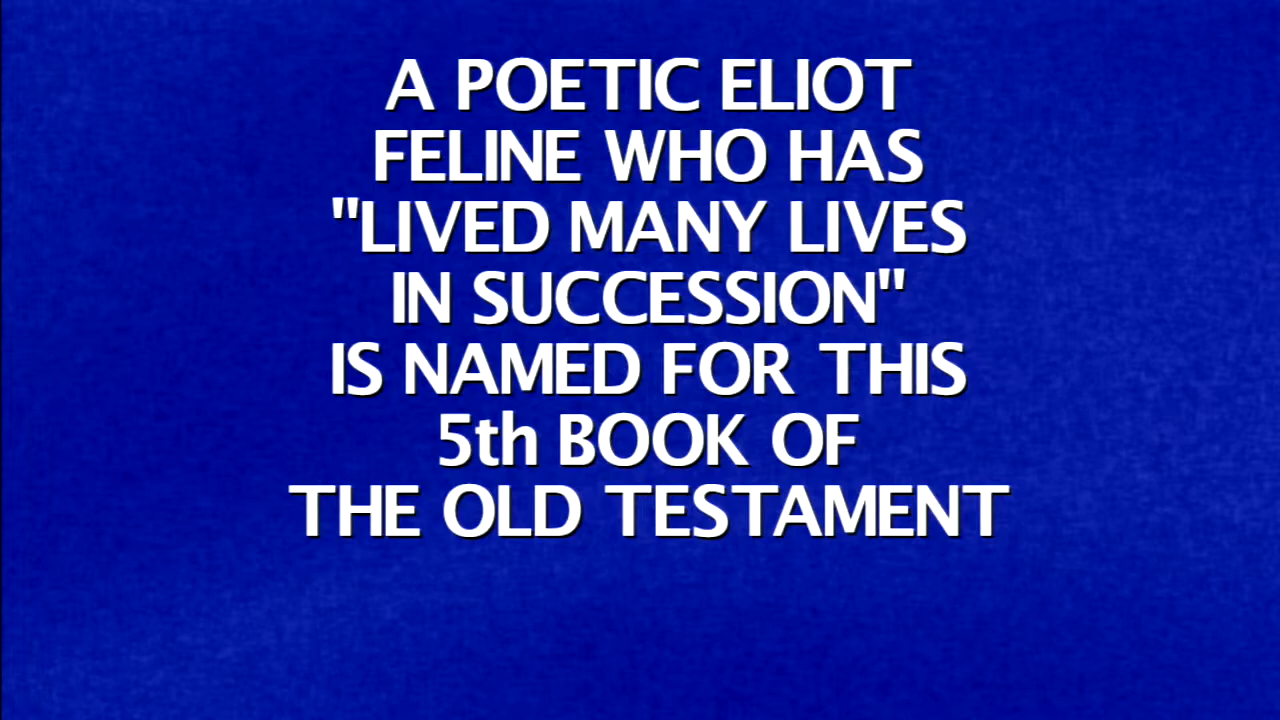 A POETIC ELIOT
FELINE WHO HAS
"LIVED MANY LIVES
IN SUCCESSION"
IS NAMED FOR THIS
5th BOOK OF
THE OLD TESTAMENT